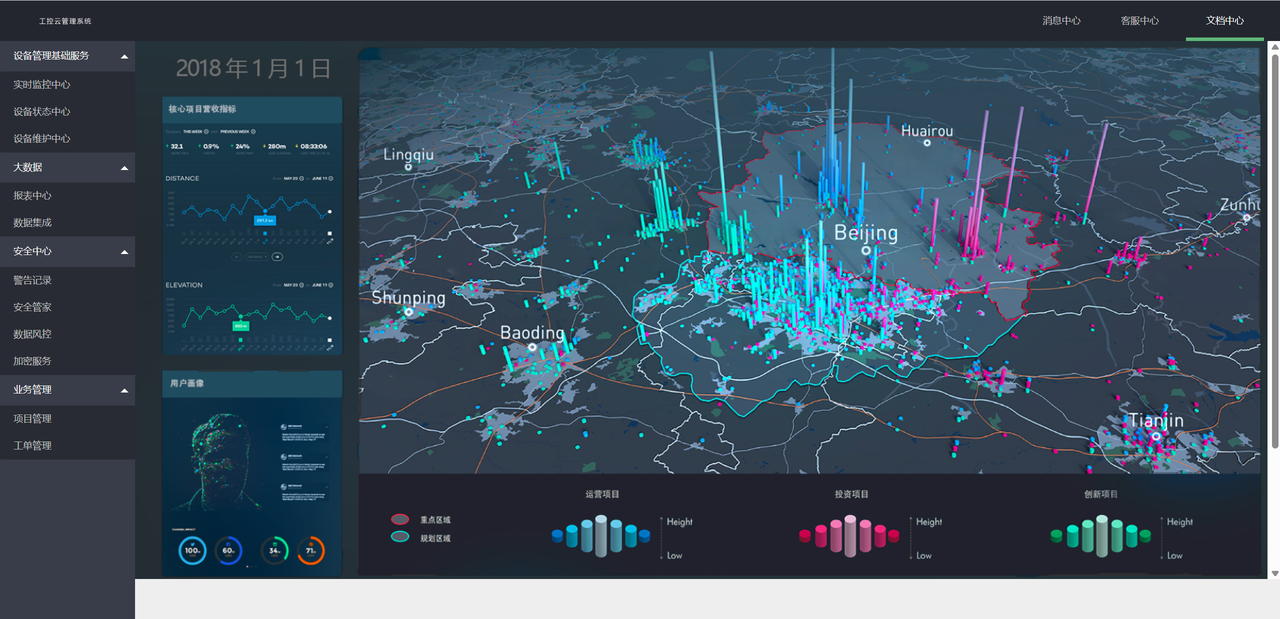 工控云管理系统
消息中心
客服中心
文档中心
设备管理基础服务
实时监控中心
设备状态中心
设备维护中心
大数据
报表中心
数据集成
安全中心
警告记录
安全管家
数据风控
加密服务
业务管理
项目管理
工单管理
2018年1月1日
核心项目营收指标
THIS WEEK
PREVIOUS WEEK
32.1
0.9%
24%
280m
08:33:06
DISTANCE
MAY 23
JUNE 11
ELEVATION
MAY 23
JUNE 11
用户画像
100
60
34
71
Lingqiu
Huairou
Zunhu
Beijing
Shunping
Baoding
Tianjin
重点区域
规划区域
运营项目
Height
Low
投资项目
Height
Low
创新项目
Height
Low